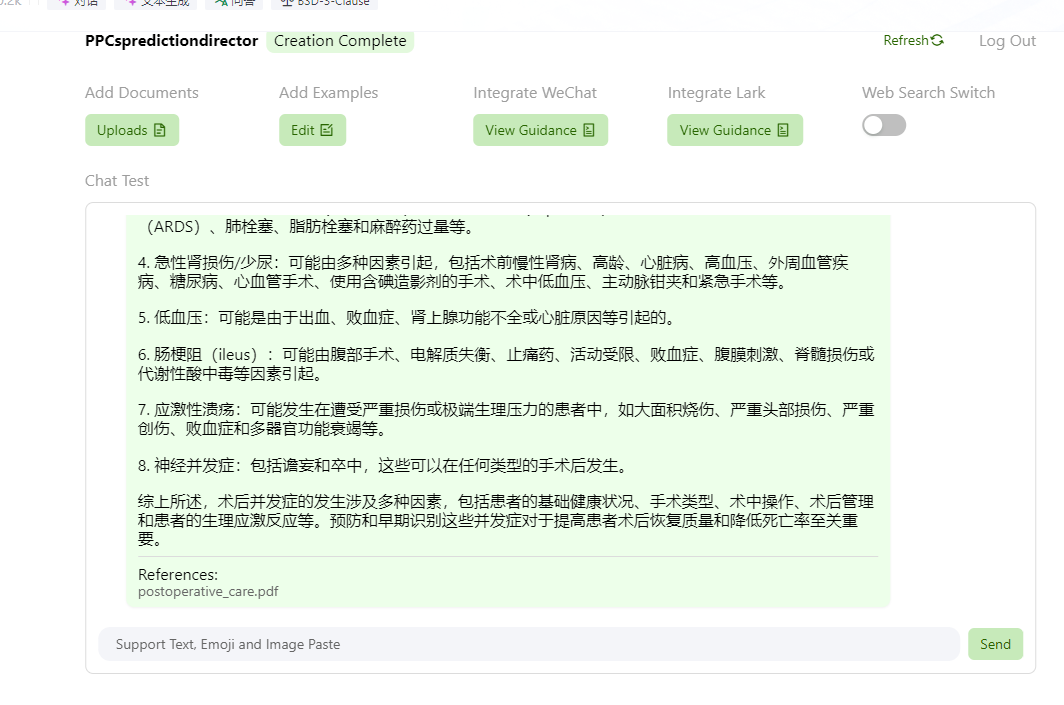 对话
文本生成
问答
BSD-3-Clause
PPCspredictiondirector Creation Complete
Refresh Log Out
Add Documents Add Examples Integrate WeChat Integrate Lark Web Search Switch
Uploads Edit View Guidance View Guidance
Chat Test
（ARDS）、肺栓塞、脂肪栓塞和麻醉药过量等。
4. 急性肾损伤/少尿：可能由多种因素引起，包括术前慢性肾病、高龄、心脏病、高血压、外周血管疾
病、糖尿病、心血管手术、使用含碘造影剂的手术、术中低血压、主动脉钳夹和紧急手术等。
5. 低血压：可能是由于出血、败血症、肾上腺功能不全或心脏原因等引起的。
6. 肠梗阻（ileus）：可能由腹部手术、电解质失衡、止痛药、活动受限、败血症、腹膜刺激、脊髓损伤或
代谢性酸中毒等因素引起。
7. 应激性溃疡：可能发生在遭受严重损伤或极端生理压力的患者中，如大面积烧伤、严重头部损伤、严重
创伤、败血症和多器官功能衰竭等。
8. 神经并发症：包括谵妄和卒中，这些可以在任何类型的手术后发生。
综上所述，术后并发症的发生涉及多种因素，包括患者的基础健康状况、手术类型、术中操作、术后管理
和患者的生理应激反应等。预防和早期识别这些并发症对于提高患者术后恢复质量和降低死亡率至关重
要。
References:
postoperative_care.pdf
Support Text, Emoji and Image Paste
Send